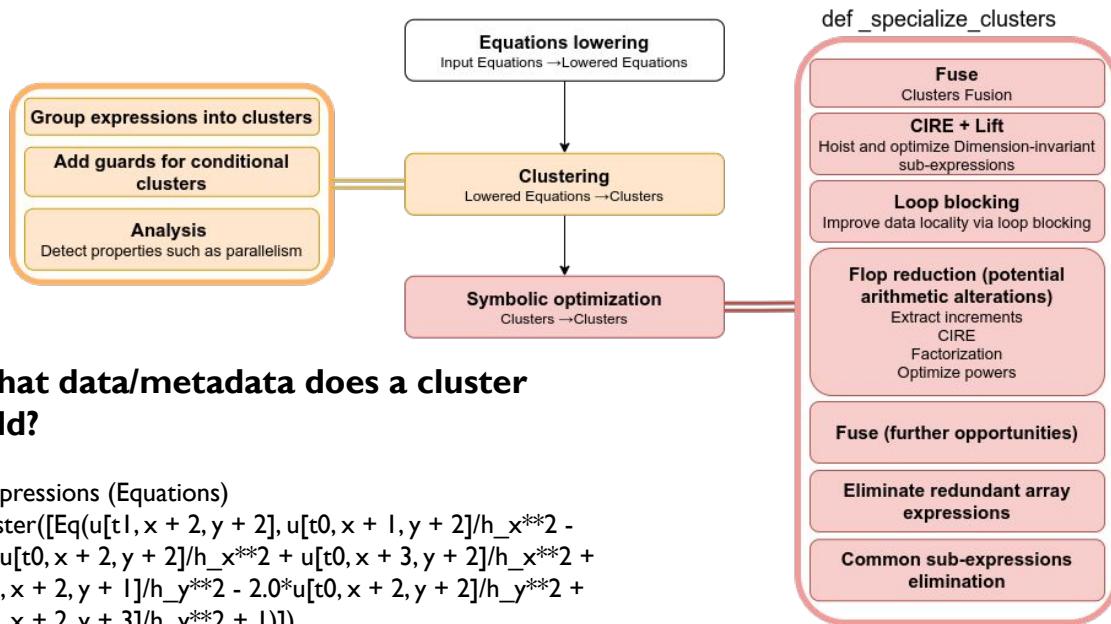 def _specialize_clusters
Equations lowering
Input Equations →Lowered Equations
Group expressions into clusters
Add guards for conditional
clusters
Analysis
Detect properties such as parallelism
Clustering
Lowered Equations →Clusters
Symbolic optimization
Clusters →Clusters
Fuse
Clusters Fusion
CIRE + Lift
Hoist and optimize Dimension-invariant
sub-expressions
Loop blocking
Improve data locality via loop blocking
Flop reduction (potential
arithmetic alterations)
Extract increments
CIRE
Factorization
Optimize powers
Fuse (further opportunities)
Eliminate redundant array
expressions
Common sub-expressions
elimination
hat data/metadata does a cluster
ld?
pressions (Equations)
ster([Eq(u[t1, x + 2, y + 2], u[t0, x + 1, y + 2]/h_x**2 -
u[t0, x + 2, y + 2]/h_x**2 + u[t0, x + 3, y + 2]/h_x**2 +
, x + 2, y + 1]/h_y**2 - 2.0*u[t0, x + 2, y + 2]/h_y**2 +
, x + 2, y + 3]/h_y**2 + 1)])